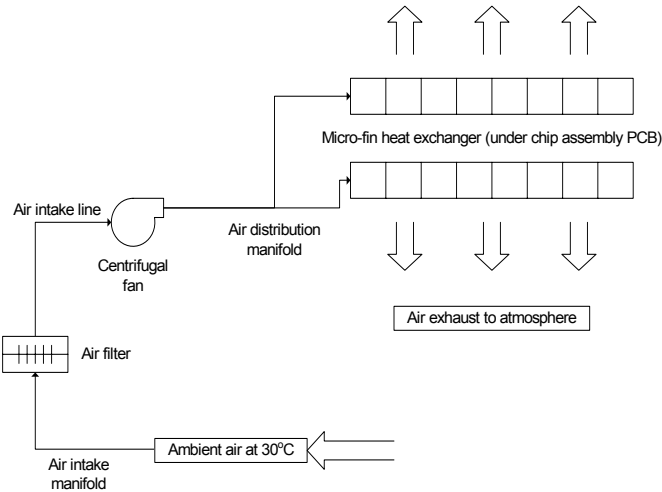 Micro-fin heat exchanger (under chip assembly PCB)
Air intake line
Air distribution
manifold
Centrifugal
fan
Air exhaust to atmosphere
Air filter
Ambient air at 30°C
Air intake
manifold